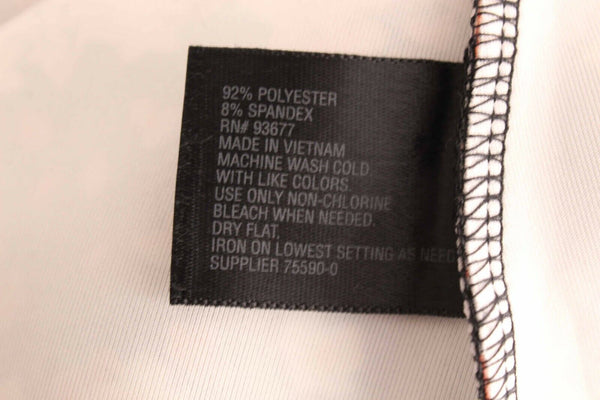 92% POLYESTER
8% SPANDEX
RN# 93677
MADE IN VIETNAM
MACHINE WASH COLD.
WITH LIKE COLORS.
USE ONLY NON-CHLORINE
BLEACH WHEN NEEDED.
DRY FLAT.
IRON ON LOWEST SETTING AS NEED
SUPPLIER 75590-0